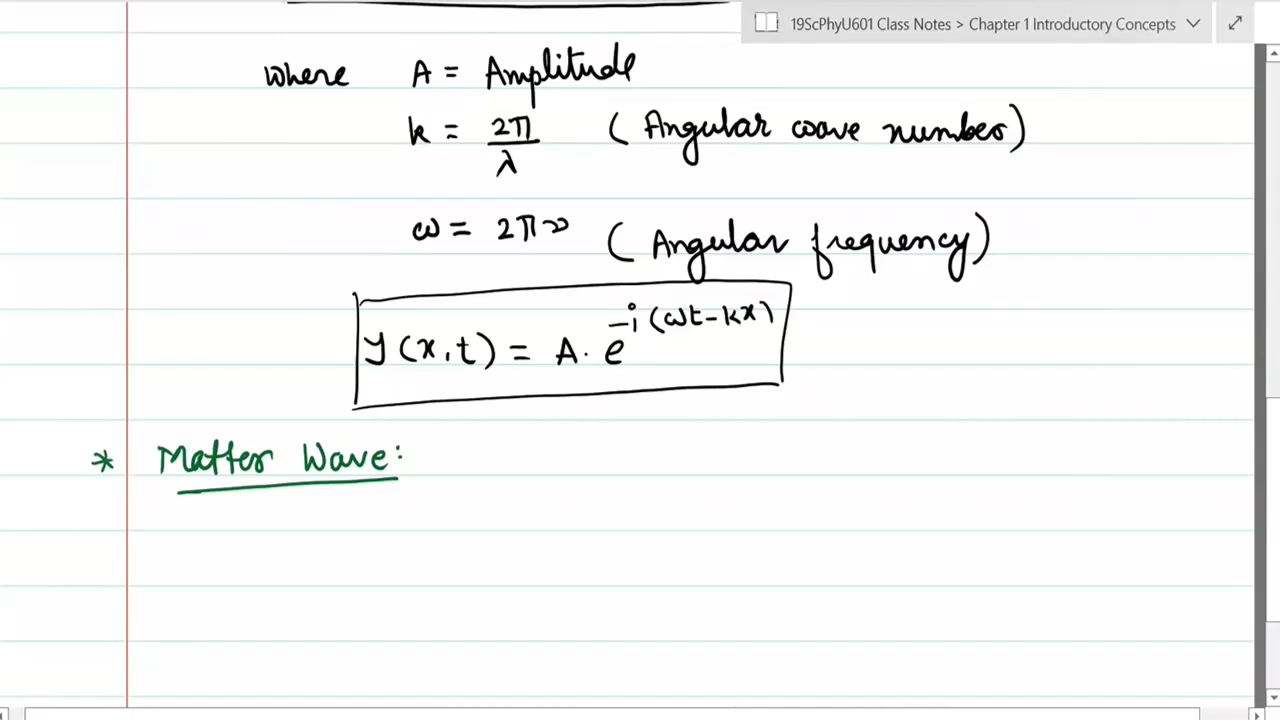 19ScPhyU601 Class Notes > Chapter 1 Introductory Concepts
where A = Amplitude
k = 2π/λ (Angular wave number)
ω = 2πν (Angular frequency)
y(x,t) = A. e^-i(ωt-kx)
* Matter Wave: